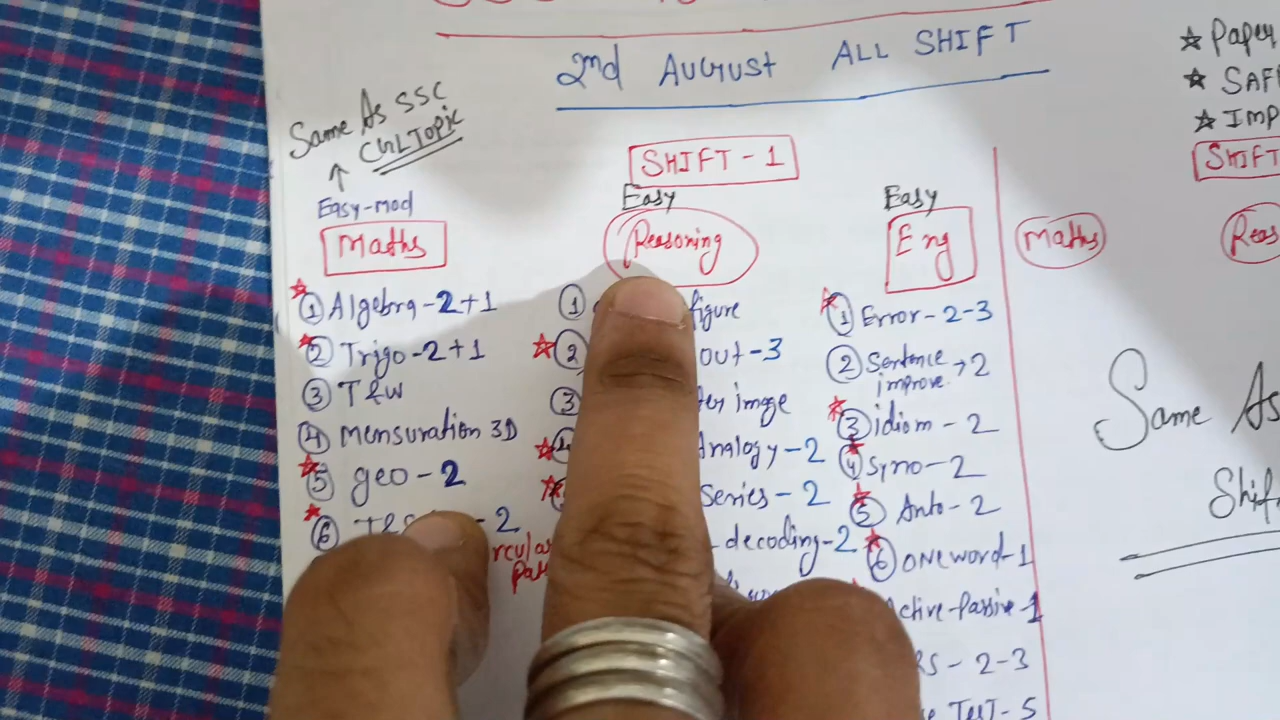 2nd August ALL SHIFT
Same As SSC
CGL Topic
Easy-mod
Maths
① Algebra-2+1
② Trigo-2+1
③ T&W
④ Mensuration 3D
⑤ geo-2
⑥ -2
SHIFT-1
Easy
Reasoning
① figure
② out-3
③ image
Analogy-2
Series-2
decoding-2
Easy
Eng
① Error-2-3
② Sentence improve. → 2
③ idiom-2
④ Syno-2
⑤ Anto-2
⑥ ONE word-1
Active-Passive-1
- 2-3
Test-5
Paper
SAF
Imp
SHIFT
Maths
Reas
Same As
Shif